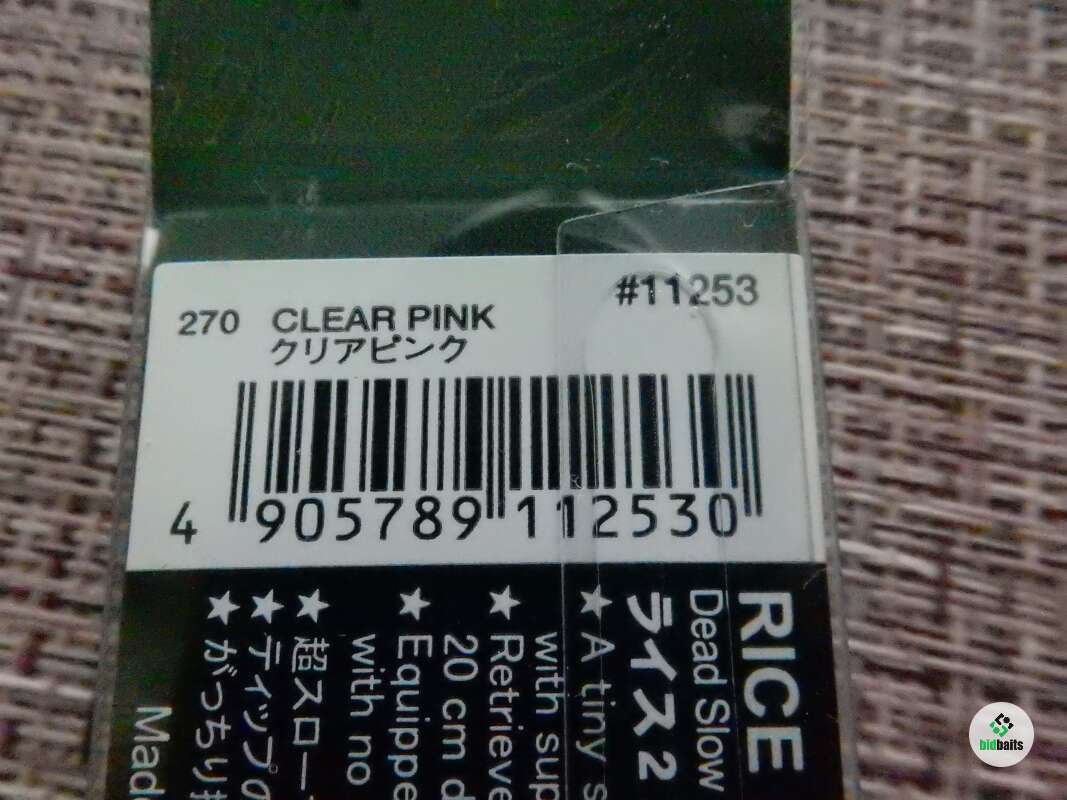 #11253
270 CLEAR PINK
クリアピンク
4 905789 112530
RICE
Dead Slow
ライス 2
★ A tiny
with
★ Retrieve
20 cm
★ Equippe
with no
★ 超スロー
★ ティップの
★ がっちり
Made
bidbaits